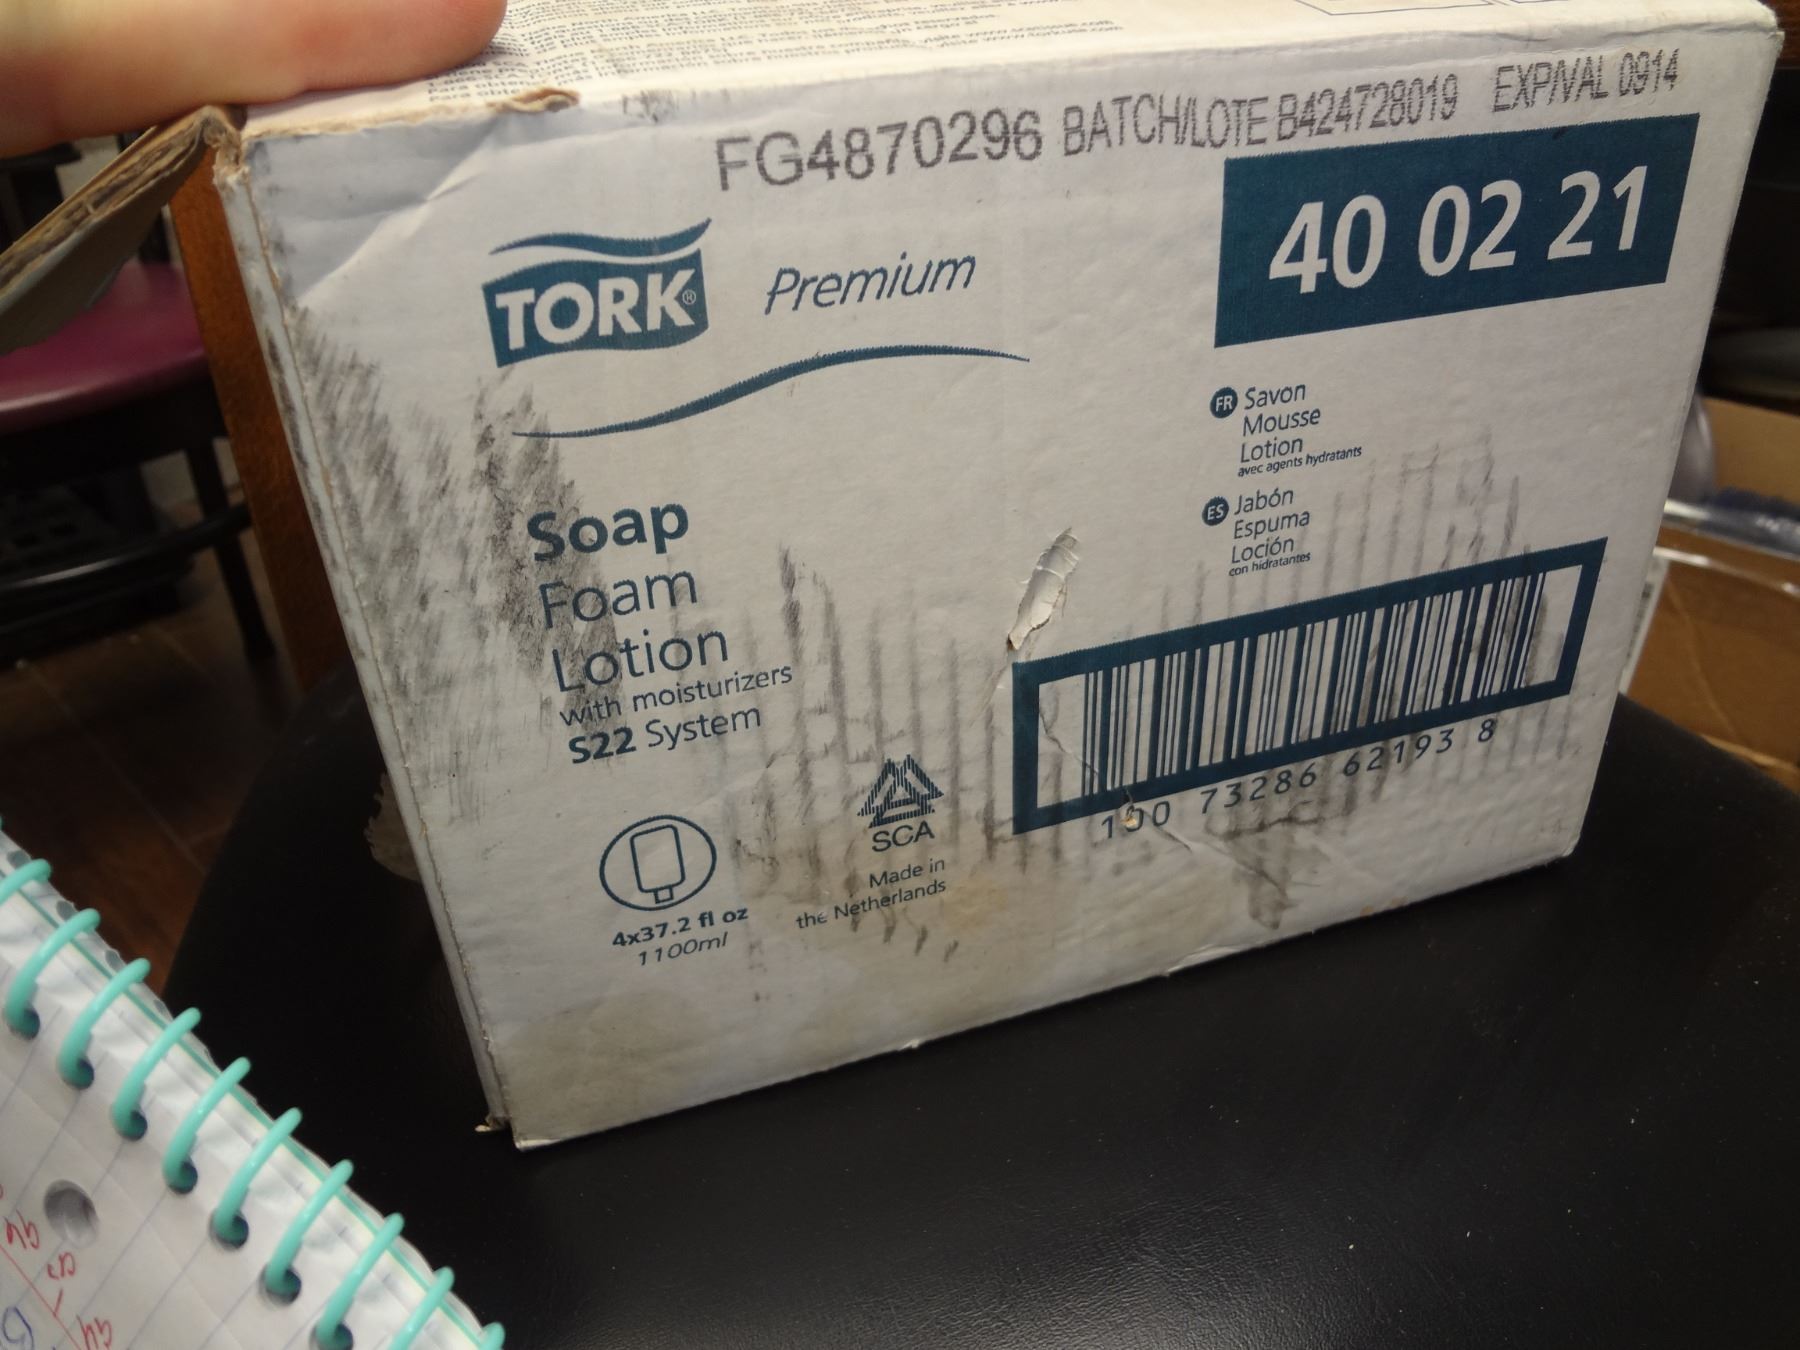 FG4870296 BATCH/LOTE B424728019 EXP/VAL 0914
TORK® Premium
40 02 21
FR Savon
Mousse
Lotion
avec agents hydratants
ES Jabón
Espuma
Loción
con hidratantes
Soap
Foam
Lotion
with moisturizers
S22 System
100 73286 62193 8
SCA
Made in
the Netherlands
4x37.2 fl oz
1100ml